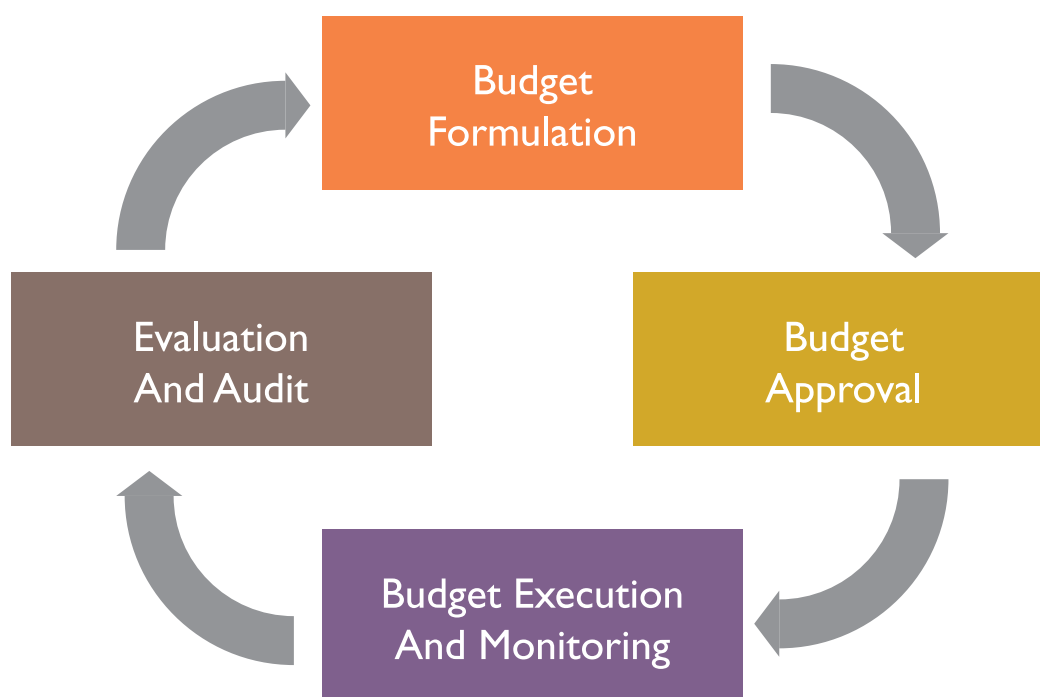 Budget
Formulation
Evaluation
And Audit
Budget
Approval
Budget Execution
And Monitoring